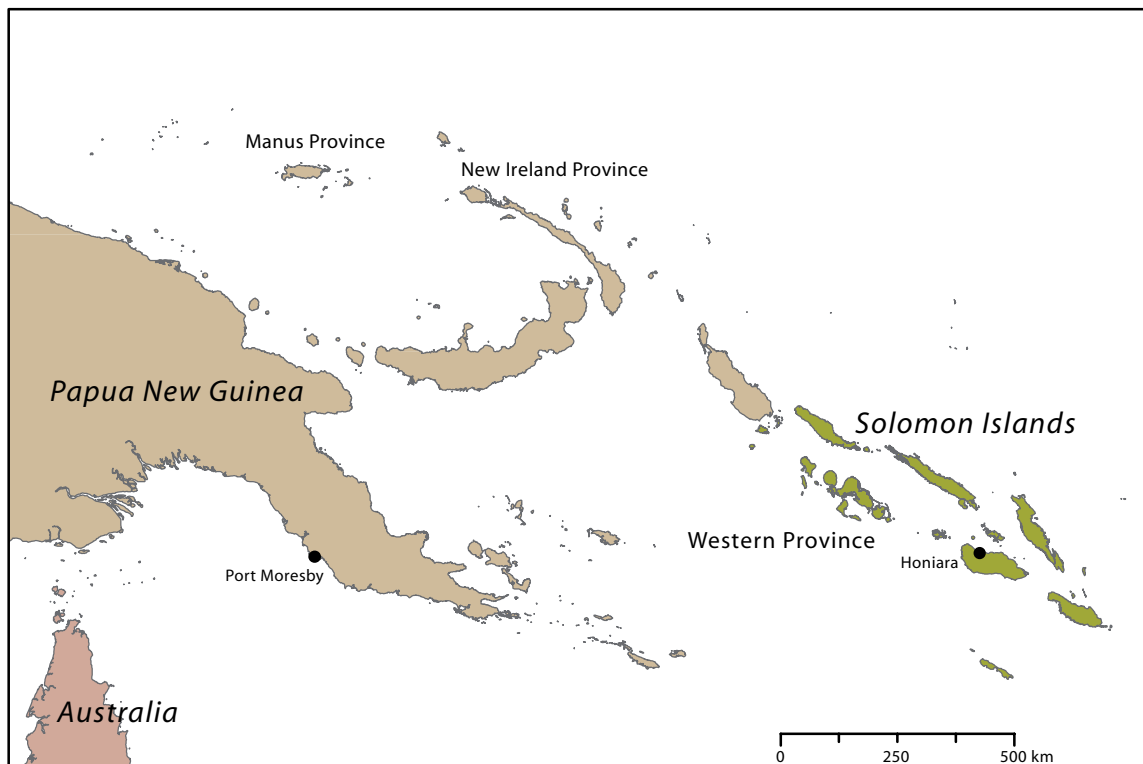 Manus Province
New Ireland Province
Papua New Guinea
Solomon Islands
Western Province
Honiara
Port Moresby
Australia
0 250 500 km